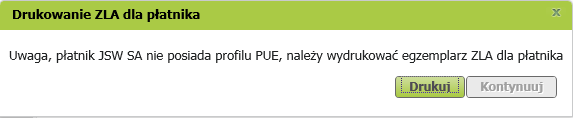 Drukowanie ZLA dla płatnika
x
Uwaga, płatnik JSW SA nie posiada profilu PUE, należy wydrukować egzemplarz ZLA dla płatnika
Drukuj Kontynuuj